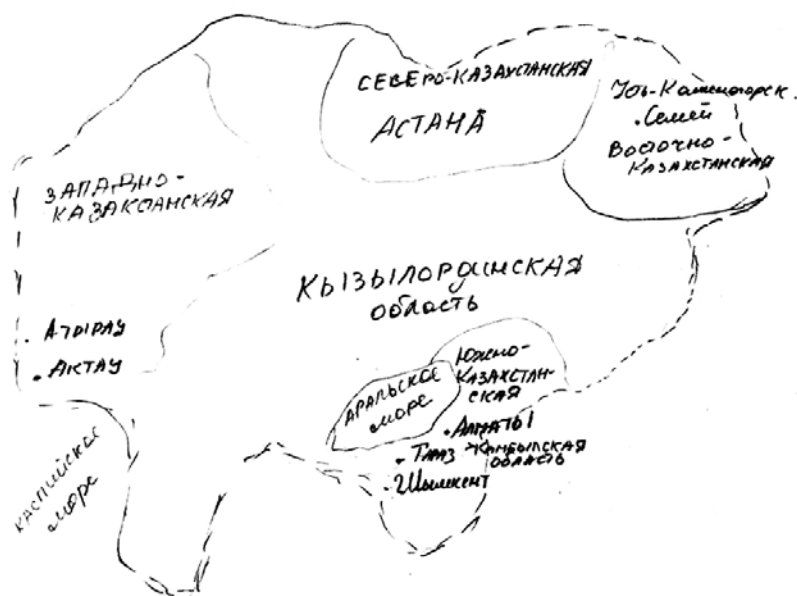 СЕВЕРО-КАЗАХСТАНСКАЯ
АСТАНА
Усть-Каменогорск
Семей
Восточно-
КАЗАХСТАНСКАЯ
ЗАПАДНО-
КАЗАКСТАНСКАЯ
КЫЗЫЛОРДИНСКАЯ
область
Атырау
АКТАУ
Южно-
КАЗАХСТАН-
СКАЯ
АРАЛЬСКОЕ
море
АЛМАТЫ
Тараз Жамбылская
ОБЛАСТЬ
Шымкент
КАСПИЙСКОЕ
море